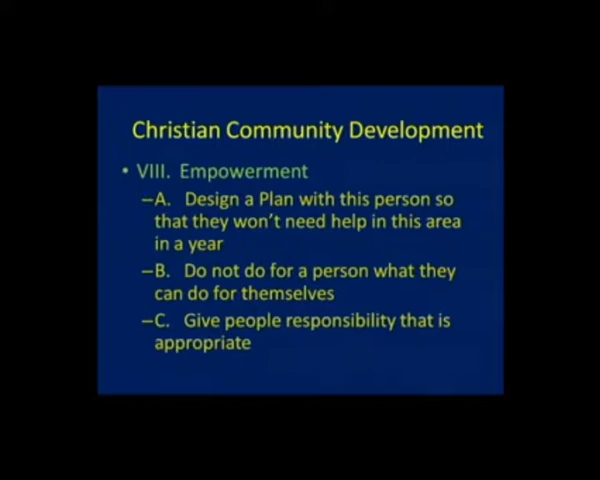 Christian Community Development
• VIII. Empowerment
–A. Design a Plan with this person so
that they won't need help in this area
in a year
–B. Do not do for a person what they
can do for themselves
–C. Give people responsibility that is
appropriate